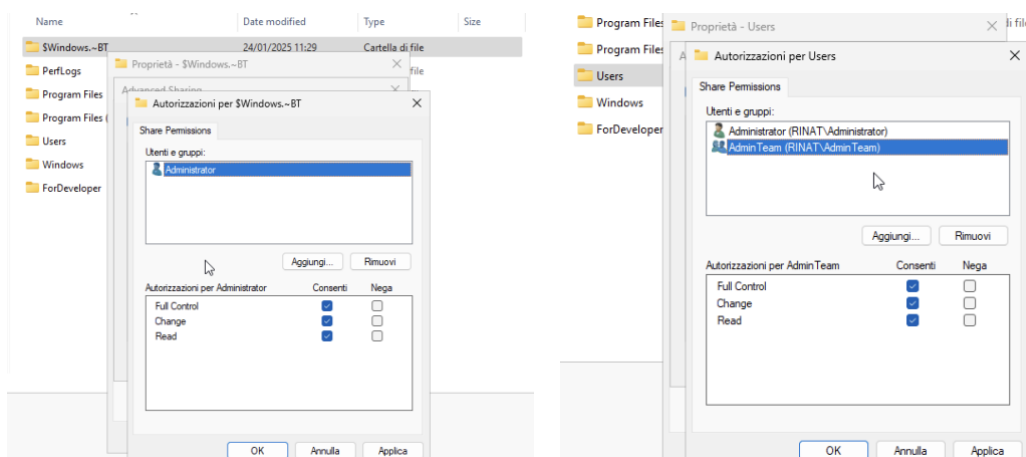 Name Date modified Type Size
$Windows.~BT 24/01/2025 11:29 Cartella di file
PerfLogs
Program Files
Program Files (
Users
Windows
ForDeveloper
file
Proprietà - $Windows.~BT
Advanced Sharing
Autorizzazioni per $Windows.~BT
Share Permissions
Utenti e gruppi:
Administrator
Aggiungi... Rimuovi
Autorizzazioni per Administrator Consenti Nega
Full Control
Change
Read
OK Annulla Applica
Program Files
Program Files
Users
Windows
ForDeveloper
di fil
Proprietà - Users
A
Autorizzazioni per Users
Share Permissions
Utenti e gruppi:
Administrator (RINAT\Administrator)
AdminTeam (RINAT\AdminTeam)
Aggiungi... Rimuovi
Autorizzazioni per AdminTeam Consenti Nega
Full Control
Change
Read
OK Annulla Applica